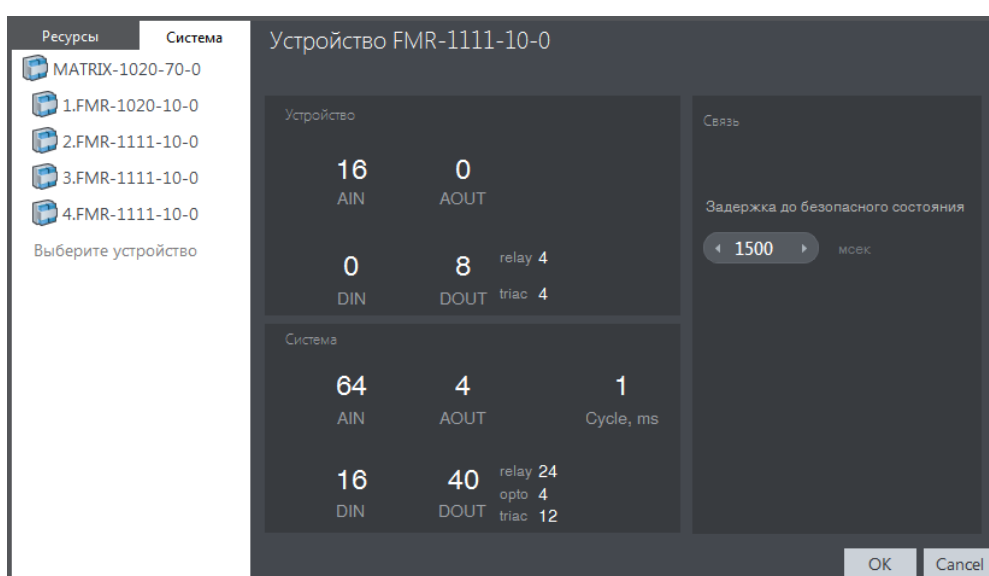 Ресурсы
Система
MATRIX-1020-70-0
1.FMR-1020-10-0
2.FMR-1111-10-0
3.FMR-1111-10-0
4.FMR-1111-10-0
Выберите устройство
Устройство FMR-1111-10-0
Устройство
16
0
AIN
AOUT
0
8
relay 4
DIN
DOUT
triac 4
Система
64
4
1
AIN
AOUT
Cycle, ms
16
40
relay 24
opto 4
DIN
DOUT
triac 12
Связь
Задержка до безопасного состояния
1500
мсек
OK
Cancel